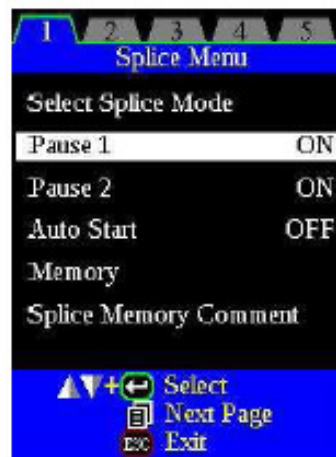 1 2 3 4 5
Splice Menu
Select Splice Mode
Pause 1 ON
Pause 2 ON
Auto Start OFF
Memory
Splice Memory Comment
+ Select
Next Page
ESC Exit